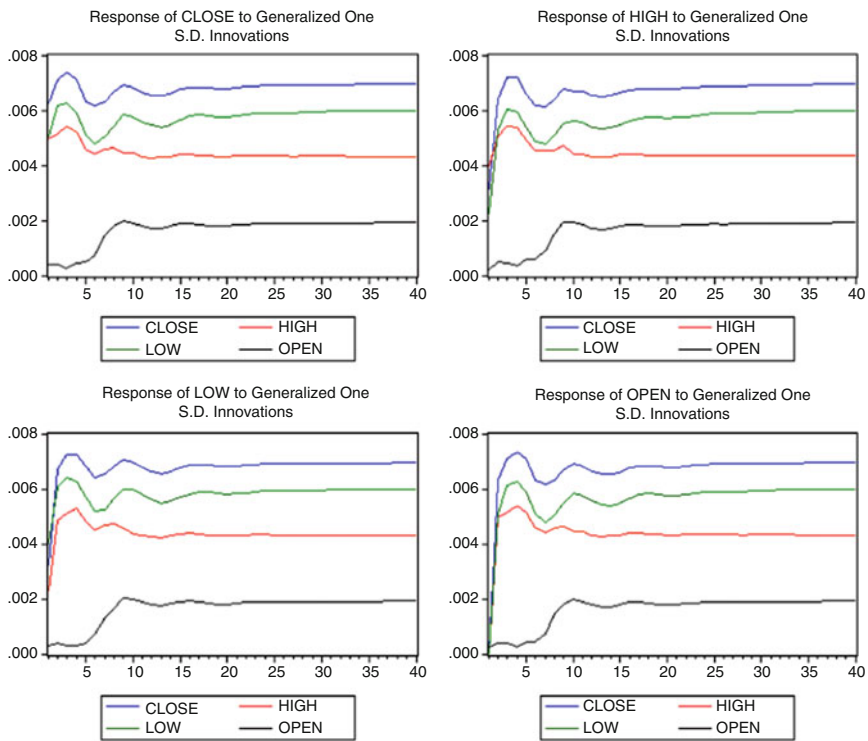 Response of CLOSE to Generalized One
S.D. Innovations
.008
.006
.004
.002
.000
5 10 15 20 25 30 35 40
CLOSE HIGH
LOW OPEN
Response of HIGH to Generalized One
S.D. Innovations
.008
.006
.004
.002
.000
5 10 15 20 25 30 35 40
CLOSE HIGH
LOW OPEN
Response of LOW to Generalized One
S.D. Innovations
.008
.006
.004
.002
.000
5 10 15 20 25 30 35 40
CLOSE HIGH
LOW OPEN
Response of OPEN to Generalized One
S.D. Innovations
.008
.006
.004
.002
.000
5 10 15 20 25 30 35 40
CLOSE HIGH
LOW OPEN